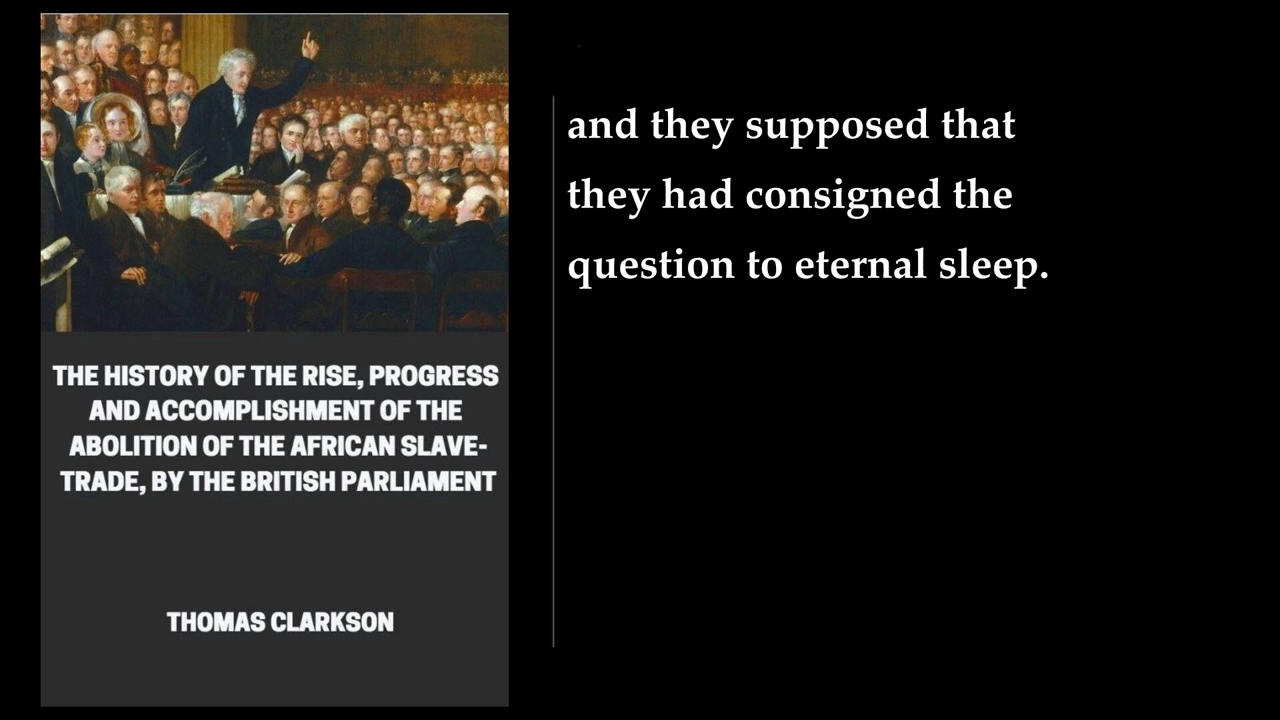 THE HISTORY OF THE RISE, PROGRESS
AND ACCOMPLISHMENT OF THE
ABOLITION OF THE AFRICAN SLAVE-
TRADE, BY THE BRITISH PARLIAMENT
THOMAS CLARKSON
and they supposed that
they had consigned the
question to eternal sleep.